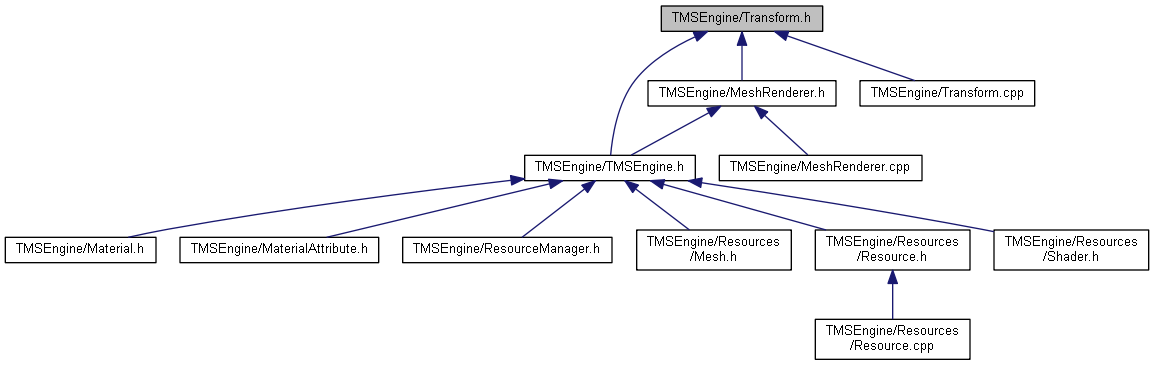 TMSEngine/Transform.h
TMSEngine/MeshRenderer.h
TMSEngine/Transform.cpp
TMSEngine/TMSEngine.h
TMSEngine/MeshRenderer.cpp
TMSEngine/Material.h
TMSEngine/MaterialAttribute.h
TMSEngine/ResourceManager.h
TMSEngine/Resources
/Mesh.h
TMSEngine/Resources
/Resource.h
TMSEngine/Resources
/Shader.h
TMSEngine/Resources
/Resource.cpp